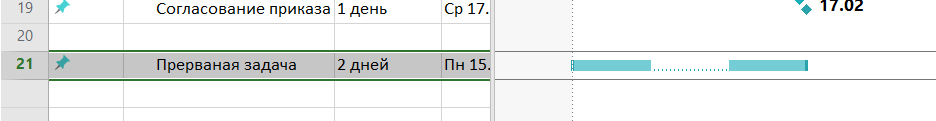 19 Согласование приказа 1 день Ср 17. 17.02
20
21 Прерваная задача 2 дней Пн 15.